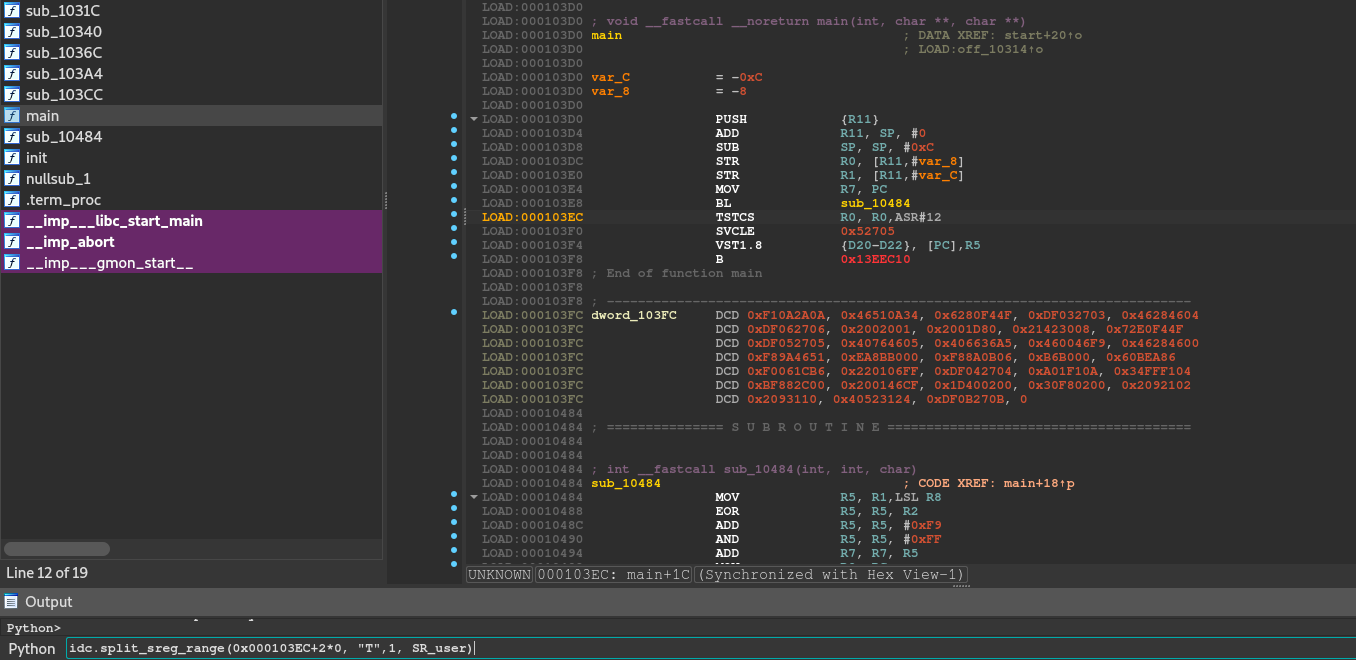 sub_1031C
sub_10340
sub_1036C
sub_103A4
sub_103CC
main
sub_10484
init
nullsub_1
.term_proc
__imp___libc_start_main
__imp_abort
__imp___gmon_start__
Line 12 of 19
LOAD:000103D0
LOAD:000103D0 ; void __fastcall __noreturn main(int, char **, char **)
LOAD:000103D0 main ; DATA XREF: start+20↑o
LOAD:000103D0 ; LOAD:off_10314↑o
LOAD:000103D0
LOAD:000103D0 var_C = -0xC
LOAD:000103D0 var_8 = -8
LOAD:000103D0
LOAD:000103D0 PUSH {R11}
LOAD:000103D4 ADD R11, SP, #0
LOAD:000103D8 SUB SP, SP, #0xC
LOAD:000103DC STR R0, [R11,#var_8]
LOAD:000103E0 STR R1, [R11,#var_C]
LOAD:000103E4 MOV R7, PC
LOAD:000103E8 BL sub_10484
LOAD:000103EC TSTCS R0, R0,ASR#12
LOAD:000103F0 SVCLE 0x52705
LOAD:000103F4 VST1.8 {D20-D22}, [PC],R5
LOAD:000103F8 B 0x13EEC10
LOAD:000103F8 ; End of function main
LOAD:000103F8
LOAD:000103F8 ; ------------------------------------------------------------------------------
LOAD:000103FC dword_103FC DCD 0xF10A2A0A, 0x46510A34, 0x6280F44F, 0xDF032703, 0x46284604
LOAD:000103FC DCD 0xDF062706, 0x2002001, 0x2001D80, 0x21423008, 0x72E0F44F
LOAD:000103FC DCD 0xDF052705, 0x40764605, 0x406636A5, 0x460046F9, 0x46284600
LOAD:000103FC DCD 0xF89A4651, 0xEA8BB000, 0xF88A0B06, 0xB6B000, 0x60BEA86
LOAD:000103FC DCD 0xF0061CB6, 0x220106FF, 0xDF042704, 0xA01F10A, 0x34FFF104
LOAD:000103FC DCD 0xBF882C00, 0x200146CF, 0x1D400200, 0x30F80200, 0x2092102
LOAD:000103FC DCD 0x2093110, 0x40523124, 0xDF0B270B, 0
LOAD:00010484
LOAD:00010484 ; =============== S U B R O U T I N E =======================================
LOAD:00010484
LOAD:00010484
LOAD:00010484 ; int __fastcall sub_10484(int, int, char)
LOAD:00010484 sub_10484 ; CODE XREF: main+18↑p
LOAD:00010484 MOV R5, R1,LSL R8
LOAD:00010488 EOR R5, R5, R2
LOAD:0001048C ADD R5, R5, #0xF9
LOAD:00010490 AND R5, R5, #0xFF
LOAD:00010494 ADD R7, R7, R5
UNKNOWN 000103EC: main+1C (Synchronized with Hex View-1)
Output
Python>
Python idc.split_sreg_range(0x000103EC+2*0, "T",1, SR_user)